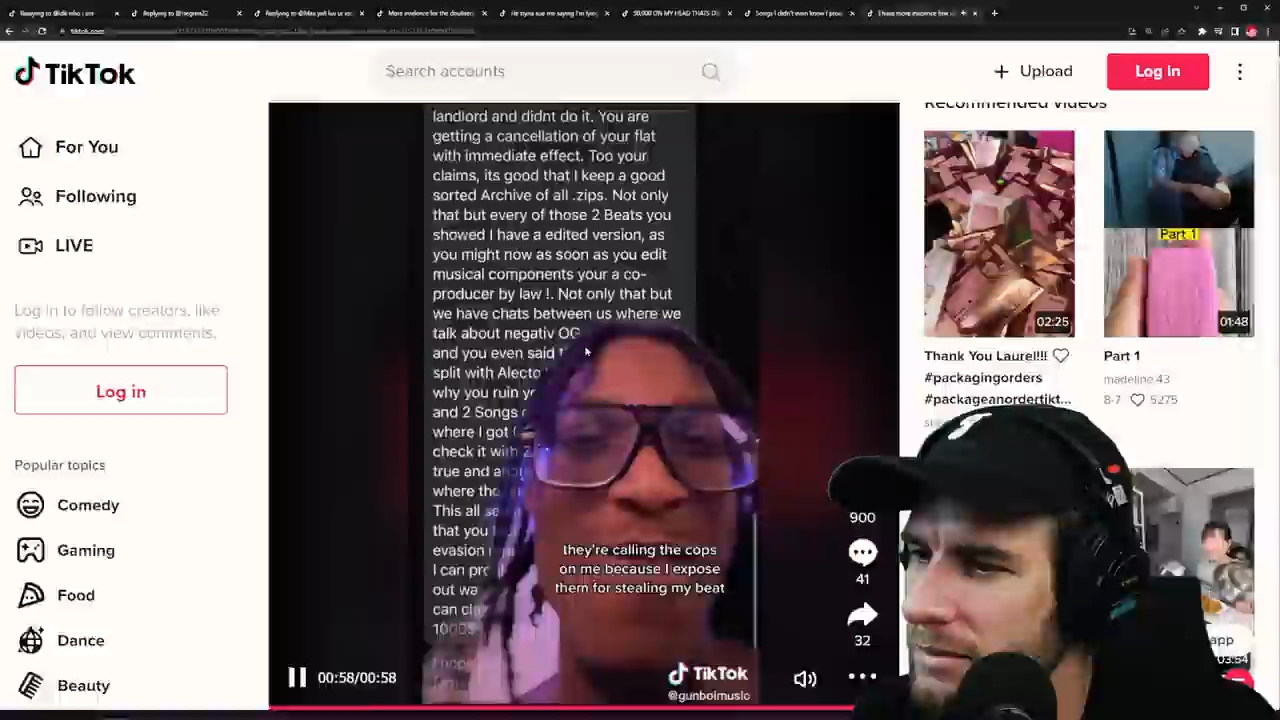 I have more evidence
tiktok.com
TikTok
Search accounts
Upload
Log in
For You
Following
LIVE
Log in to follow creators, like
videos, and view comments.
Log in
Popular topics
Comedy
Gaming
Food
Dance
Beauty
landlord and didnt do it. You are
getting a cancellation of your flat
with immediate effect. Too your
claims, its good that I keep a good
sorted Archive of all .zips. Not only
that but every of those 2 Beats you
showed I have a edited version, as
you might now as soon as you edit
musical components your a co-
producer by law !. Not only that but
we have chats between us where we
talk about negativ OG
and you even said
split with Alecto
why you ruin
and 2 Songs
where I got
check it with
true and
where
This all
that you
evasion
I can
out
can
1000s
they're calling the cops
on me because I expose
them for stealing my beat
00:58/00:58
TikTok
@gunboimusic
900
41
32
Recommended videos
02:25
Part 1
01:48
Thank You Laurel!!!
#packagingorders
#packageanordertikt...
Part 1
madeline.43
8-7
5275
app
03:54